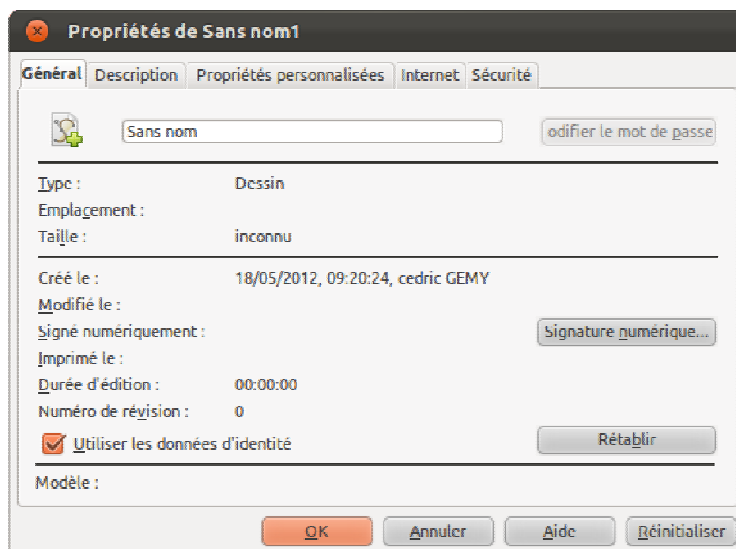 Propriétés de Sans nom1
Général Description Propriétés personnalisées Internet Sécurité
Sans nom odifier le mot de passe
Type : Dessin
Emplacement :
Taille : inconnu
Créé le : 18/05/2012, 09:20:24, cedric GEMY
Modifié le :
Signé numériquement : Signature numérique...
Imprimé le :
Durée d'édition : 00:00:00
Numéro de révision : 0
Utiliser les données d'identité Rétablir
Modèle :
OK Annuler Aide Réinitialiser